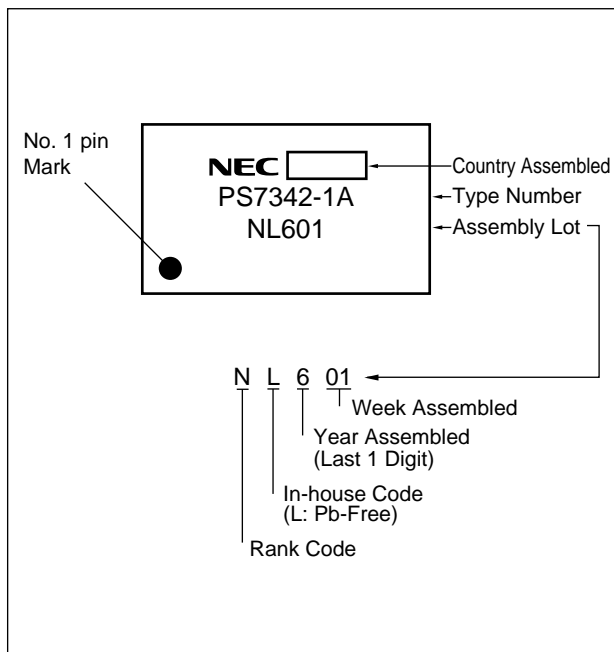 No. 1 pin
Mark
NEC
Country Assembled
PS7342-1A
Type Number
NL601
Assembly Lot
N L 6 01
Week Assembled
Year Assembled
(Last 1 Digit)
In-house Code
(L: Pb-Free)
Rank Code